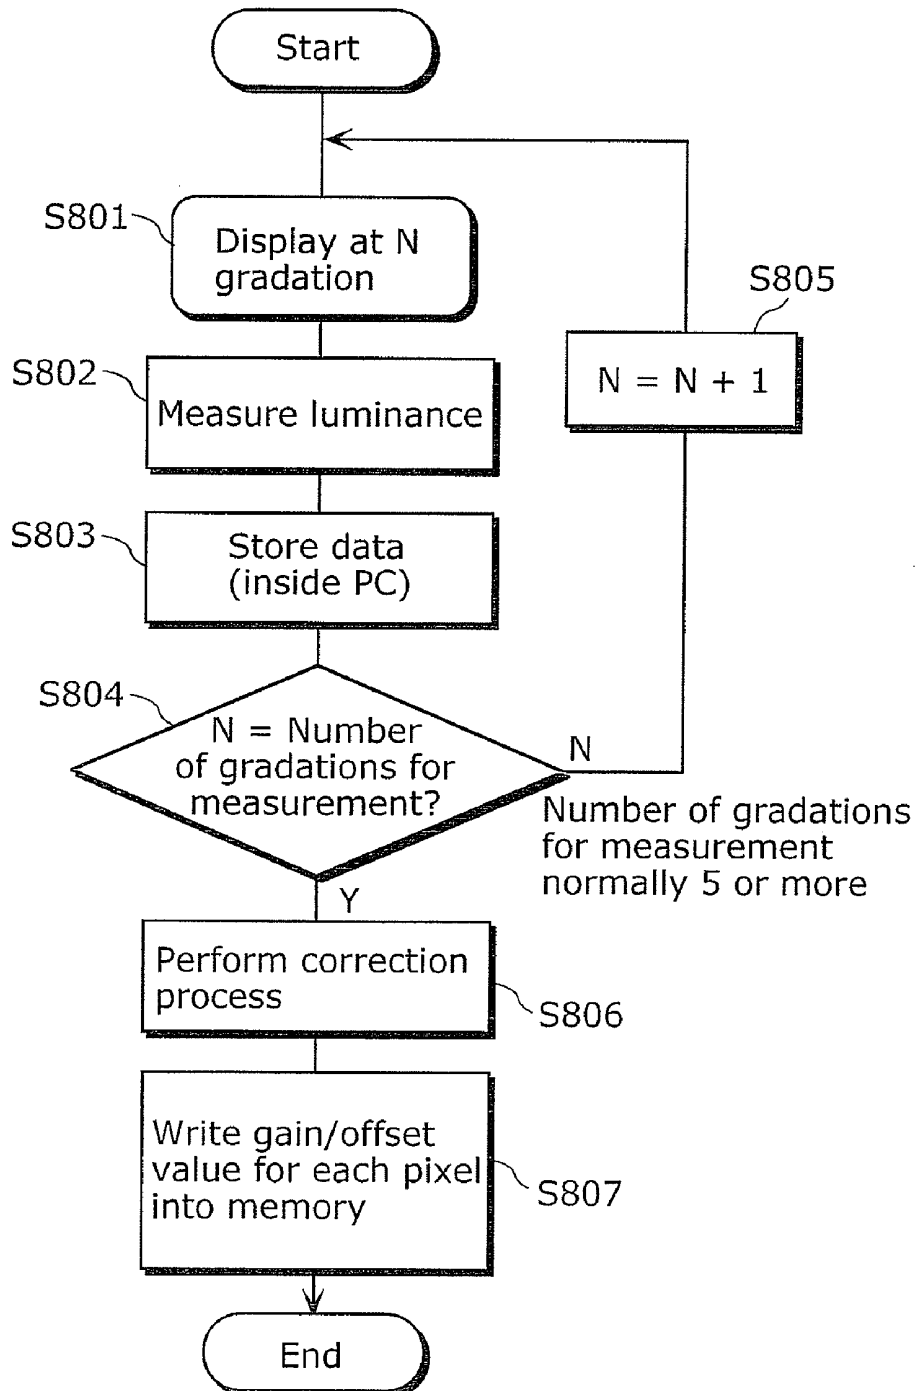 Start
S801
Display at N
gradation
S805
N = N + 1
S802
Measure luminance
S803
Store data
(inside PC)
S804
N = Number
of gradations for
measurement?
N
Number of gradations
for measurement
normally 5 or more
Y
Perform correction
process
S806
Write gain/offset
value for each pixel
into memory
S807
End